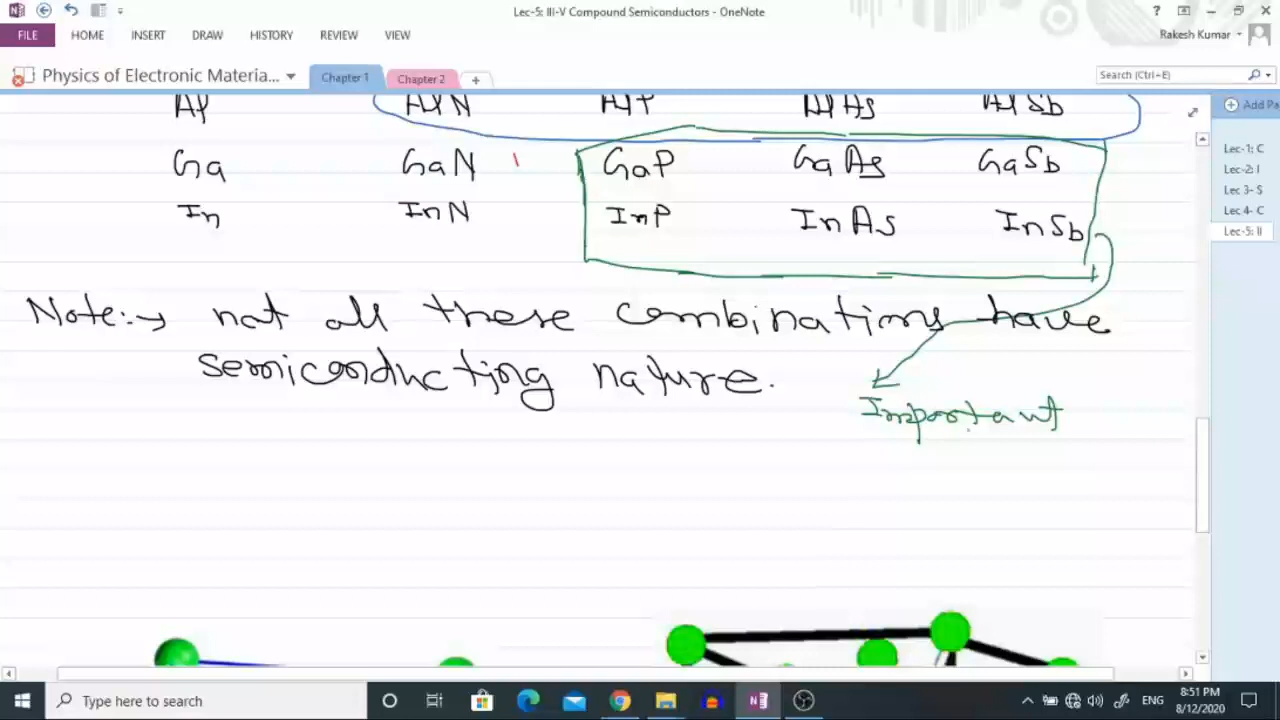 Lec-5: III-V Compound Semiconductors - OneNote
FILE HOME INSERT DRAW HISTORY REVIEW VIEW
Rakesh Kumar
Physics of Electronic Materia... Chapter 1 Chapter 2
Search (Ctrl+E)
Add Pa
Al AlN AlP AlAs AlSb
Ga GaN GaP GaAs GaSb
In InN InP InAs InSb
Note:→ not all these combinations have
semiconducting nature.
Important
Lec-1: C
Lec-2: I
Lec 3- S
Lec 4- C
Lec-5: II
Type here to search
ENG
8:51 PM
8/12/2020